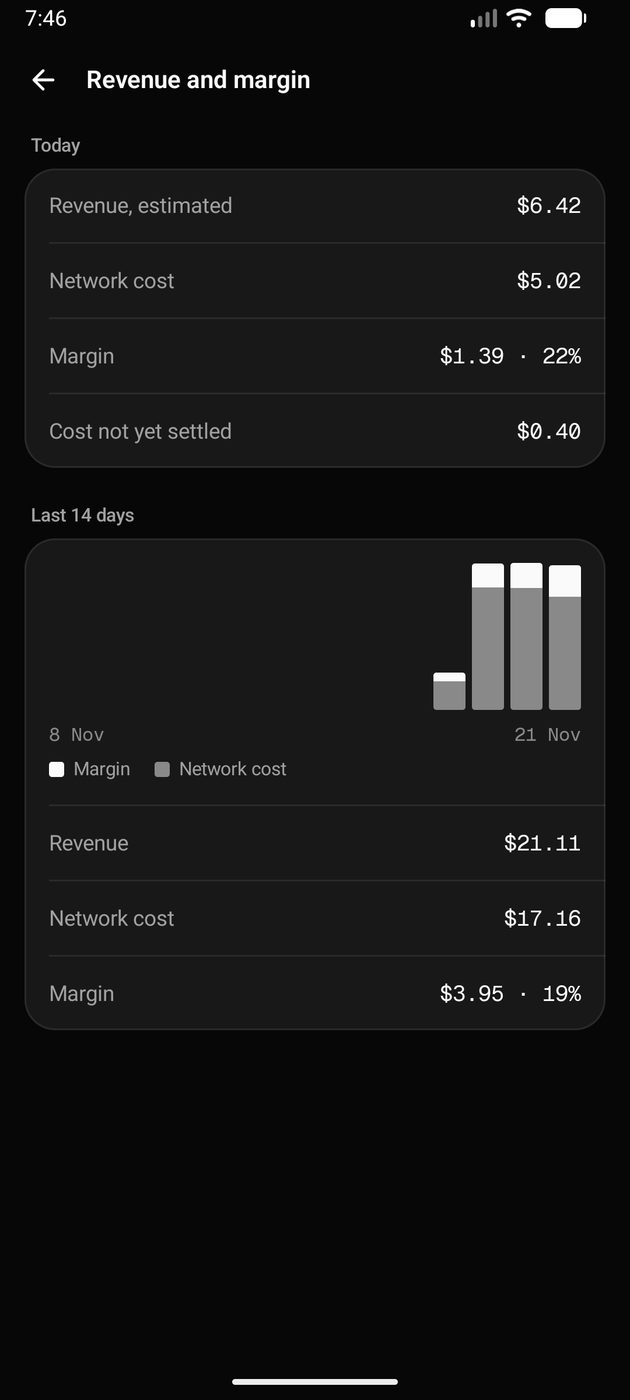 7:46
Revenue and margin
Today
Revenue, estimated $6.42
Network cost $5.02
Margin $1.39 · 22%
Cost not yet settled $0.40
Last 14 days
8 Nov 21 Nov
Margin Network cost
Revenue $21.11
Network cost $17.16
Margin $3.95 · 19%